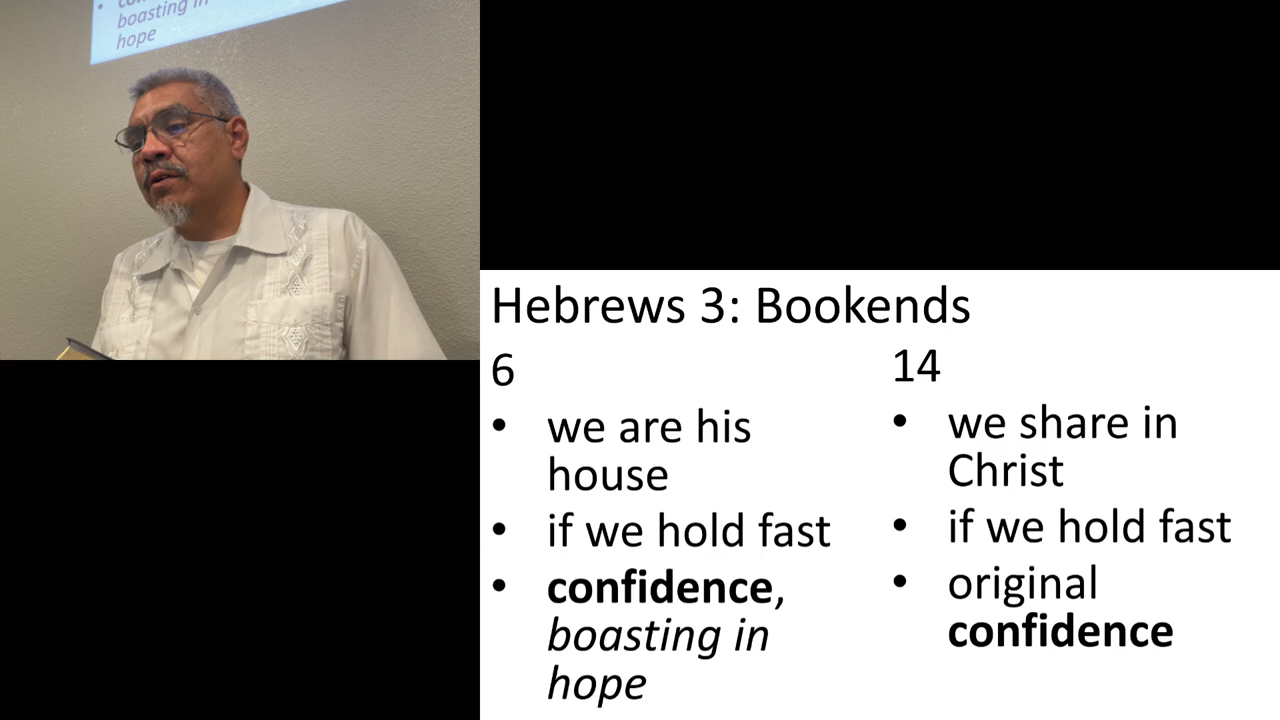 boasting in
hope
Hebrews 3: Bookends
6
• we are his
house
• if we hold fast
• confidence,
boasting in
hope
14
• we share in
Christ
• if we hold fast
• original
confidence